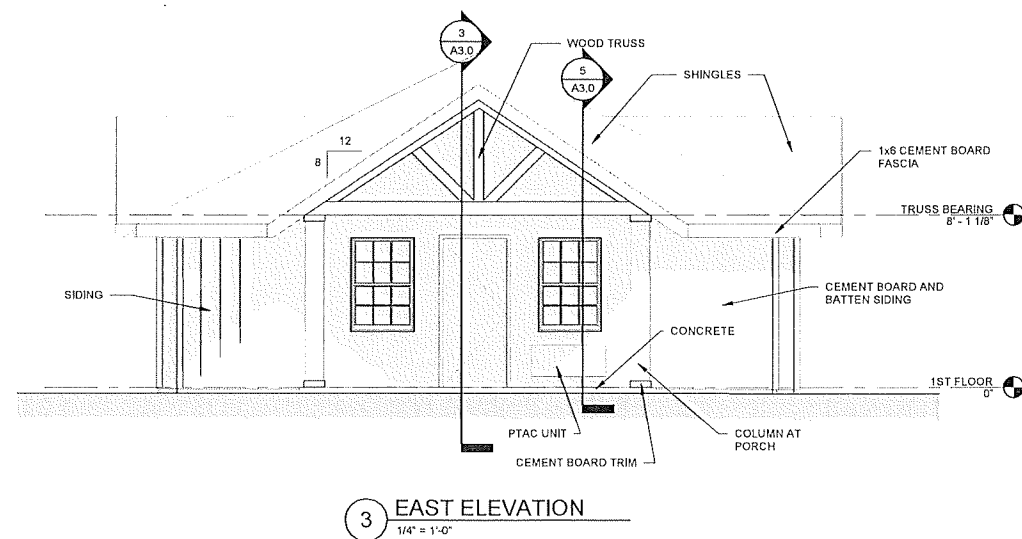 3
A3.0
WOOD TRUSS
5
A3.0
SHINGLES
12
8
1x6 CEMENT BOARD
FASCIA
TRUSS BEARING
8' - 1 1/8"
SIDING
CEMENT BOARD AND
BATTEN SIDING
CONCRETE
1ST FLOOR
0"
PTAC UNIT
COLUMN AT
PORCH
CEMENT BOARD TRIM
3
EAST ELEVATION
1/4" = 1'-0"